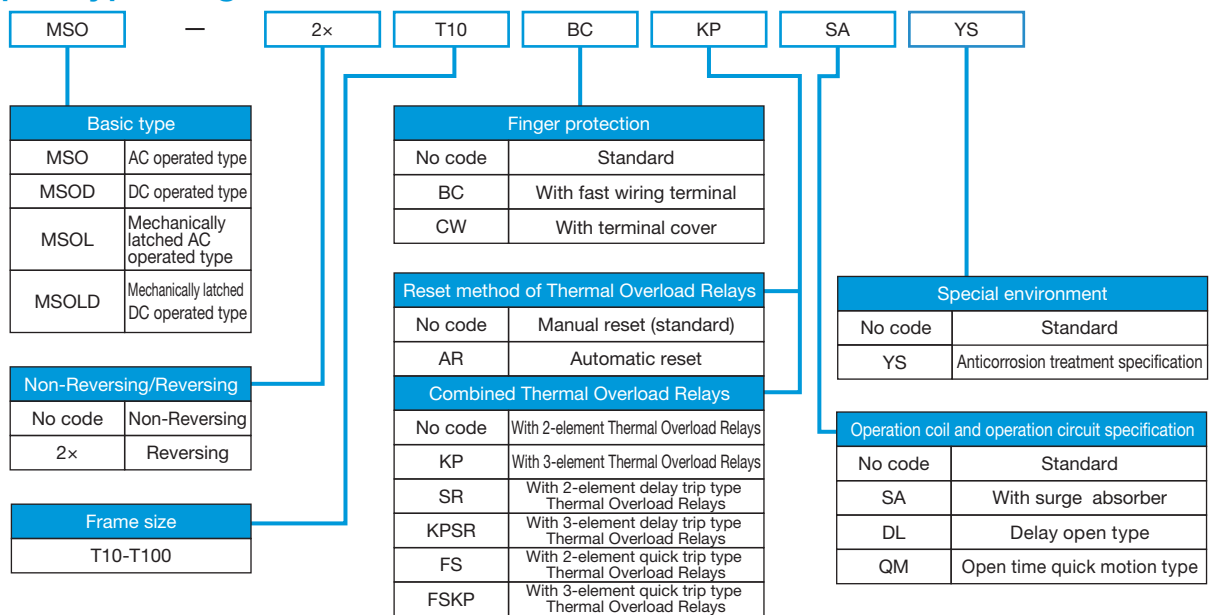 MSO — 2× T10 BC KP SA YS
Basic type
MSO AC operated type
MSOD DC operated type
MSOL Mechanically
latched AC
operated type
MSOLD Mechanically latched
DC operated type
Non-Reversing/Reversing
No code Non-Reversing
2× Reversing
Frame size
T10-T100
Finger protection
No code Standard
BC With fast wiring terminal
CW With terminal cover
Reset method of Thermal Overload Relays
No code Manual reset (standard)
AR Automatic reset
Combined Thermal Overload Relays
No code With 2-element Thermal Overload Relays
KP With 3-element Thermal Overload Relays
SR With 2-element delay trip type
Thermal Overload Relays
KPSR With 3-element delay trip type
Thermal Overload Relays
FS With 2-element quick trip type
Thermal Overload Relays
FSKP With 3-element quick trip type
Thermal Overload Relays
Special environment
No code Standard
YS Anticorrosion treatment specification
Operation coil and operation circuit specification
No code Standard
SA With surge absorber
DL Delay open type
QM Open time quick motion type